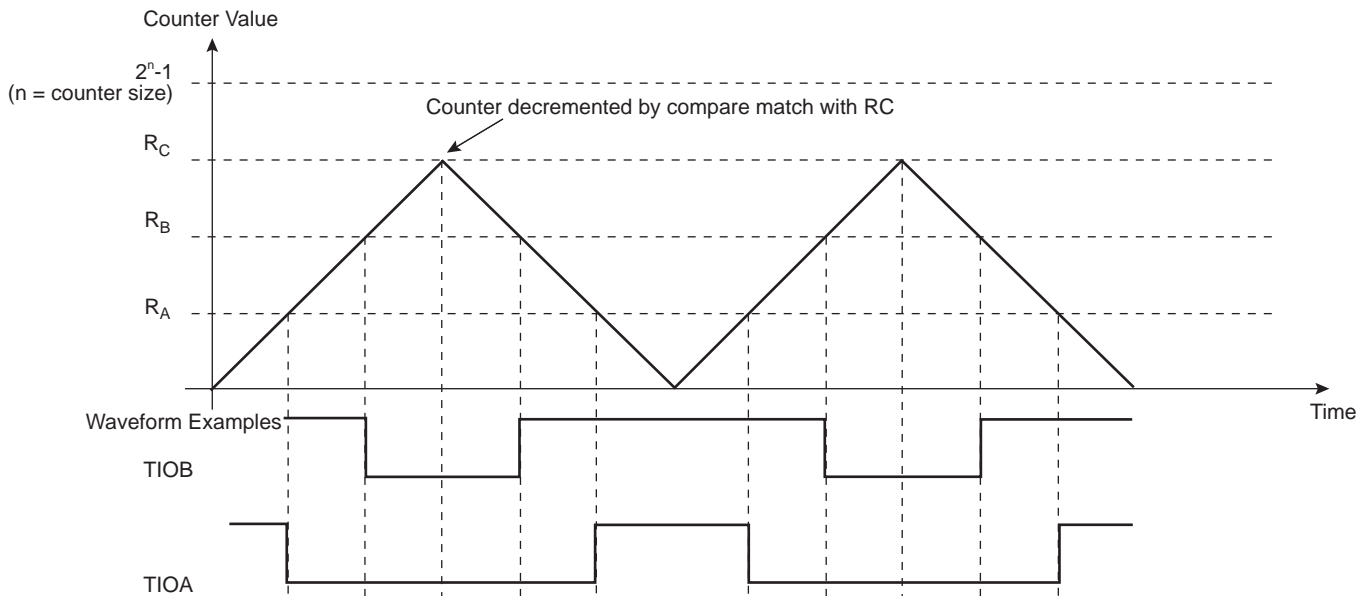 Counter Value
2ⁿ-1
(n = counter size)
Counter decremented by compare match with RC
R_C
R_B
R_A
Time
Waveform Examples
TIOB
TIOA